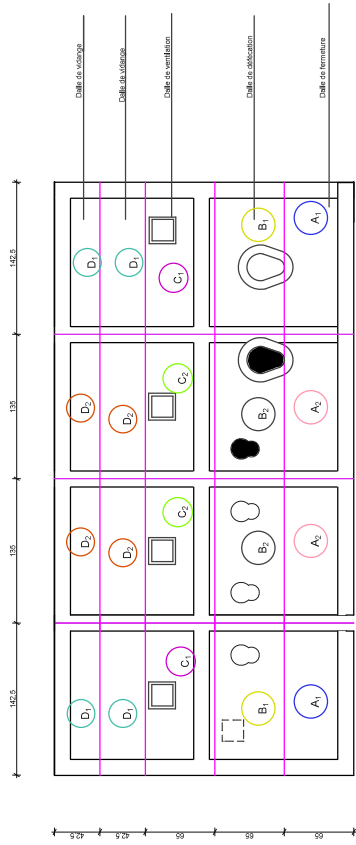 Dalle de vidange
Dalle de vidange
Dalle de ventilation
Dalle de défécation
Dalle de fermeture
142.5
D1
D1
C1
B1
A1
135
D2
D2
C2
B2
A2
135
D2
D2
C2
B2
A2
142.5
D1
D1
C1
B1
A1
42.5
42.5
65
65
65